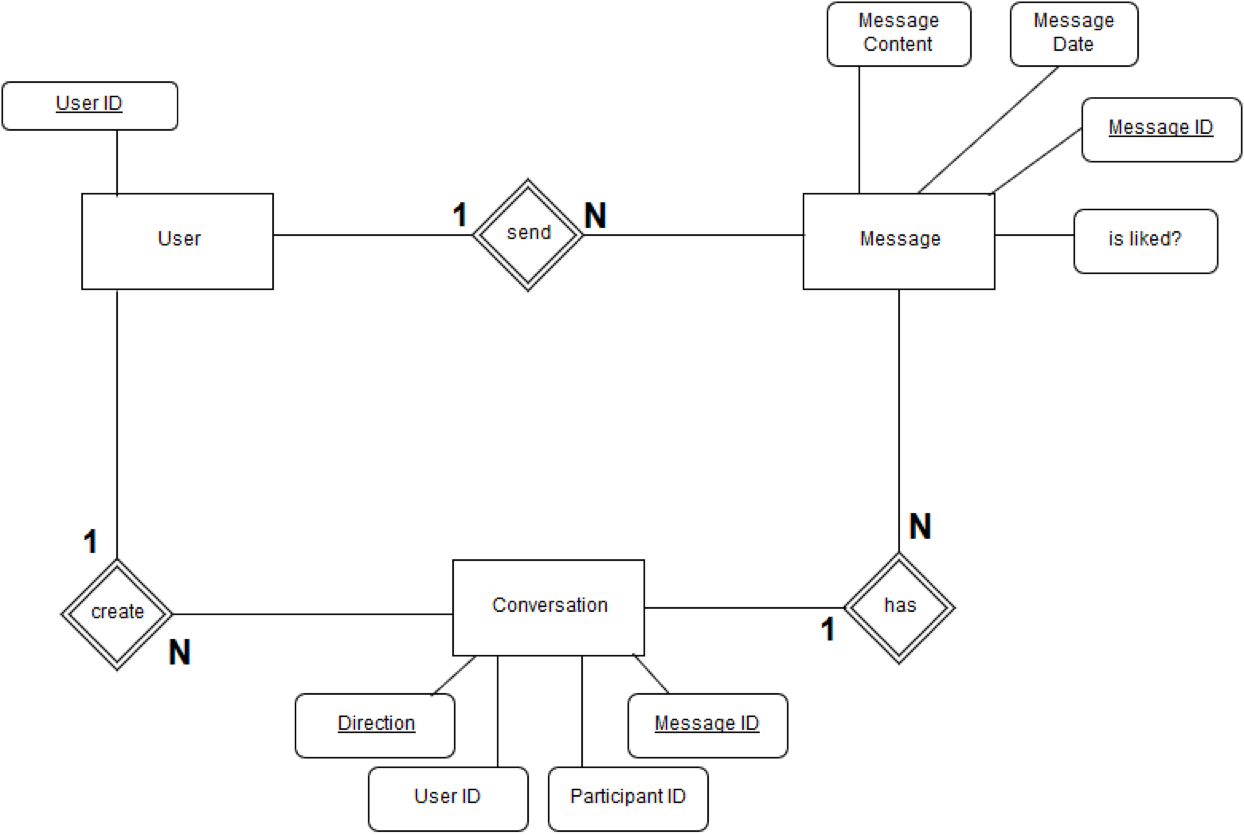 Message
Content
Message
Date
User ID
Message ID
User
1
send
N
Message
is liked?
1
create
N
Conversation
N
has
1
Direction
Message ID
User ID
Participant ID